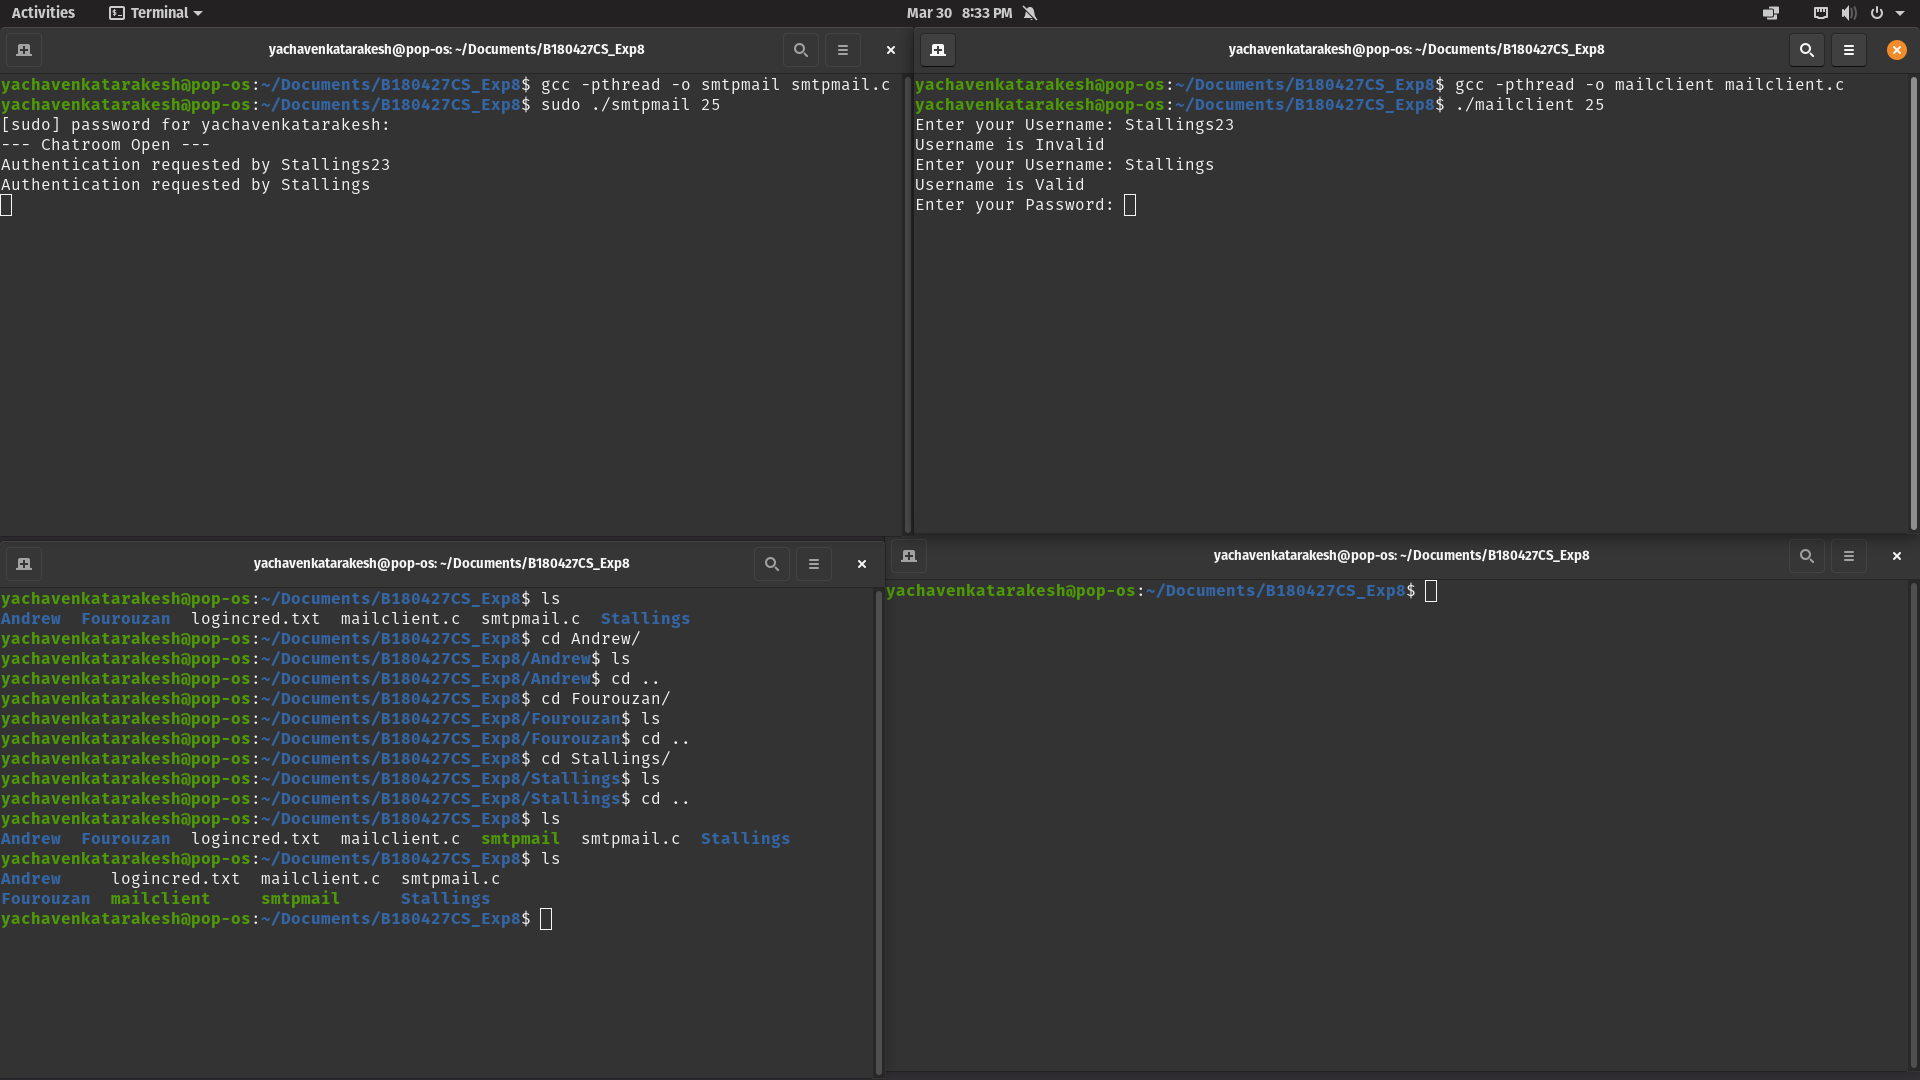 Activities Terminal Mar 30 8:33 PM
yachavenkatarakesh@pop-os: ~/Documents/B180427CS_Exp8
yachavenkatarakesh@pop-os:~/Documents/B180427CS_Exp8$ gcc -pthread -o smtpmail smtpmail.c
yachavenkatarakesh@pop-os:~/Documents/B180427CS_Exp8$ sudo ./smtpmail 25
[sudo] password for yachavenkatarakesh:
--- Chatroom Open ---
Authentication requested by Stallings23
Authentication requested by Stallings
yachavenkatarakesh@pop-os: ~/Documents/B180427CS_Exp8
yachavenkatarakesh@pop-os:~/Documents/B180427CS_Exp8$ gcc -pthread -o mailclient mailclient.c
yachavenkatarakesh@pop-os:~/Documents/B180427CS_Exp8$ ./mailclient 25
Enter your Username: Stallings23
Username is Invalid
Enter your Username: Stallings
Username is Valid
Enter your Password:
yachavenkatarakesh@pop-os: ~/Documents/B180427CS_Exp8
yachavenkatarakesh@pop-os:~/Documents/B180427CS_Exp8$ ls
Andrew  Fourouzan  logincred.txt  mailclient.c  smtpmail.c  Stallings
yachavenkatarakesh@pop-os:~/Documents/B180427CS_Exp8$ cd Andrew/
yachavenkatarakesh@pop-os:~/Documents/B180427CS_Exp8/Andrew$ ls
yachavenkatarakesh@pop-os:~/Documents/B180427CS_Exp8/Andrew$ cd ..
yachavenkatarakesh@pop-os:~/Documents/B180427CS_Exp8$ cd Fourouzan/
yachavenkatarakesh@pop-os:~/Documents/B180427CS_Exp8/Fourouzan$ ls
yachavenkatarakesh@pop-os:~/Documents/B180427CS_Exp8/Fourouzan$ cd ..
yachavenkatarakesh@pop-os:~/Documents/B180427CS_Exp8$ cd Stallings/
yachavenkatarakesh@pop-os:~/Documents/B180427CS_Exp8/Stallings$ ls
yachavenkatarakesh@pop-os:~/Documents/B180427CS_Exp8/Stallings$ cd ..
yachavenkatarakesh@pop-os:~/Documents/B180427CS_Exp8$ ls
Andrew  Fourouzan  logincred.txt  mailclient.c  smtpmail  smtpmail.c  Stallings
yachavenkatarakesh@pop-os:~/Documents/B180427CS_Exp8$ ls
Andrew     logincred.txt  mailclient.c  smtpmail.c
Fourouzan  mailclient     smtpmail      Stallings
yachavenkatarakesh@pop-os:~/Documents/B180427CS_Exp8$
yachavenkatarakesh@pop-os: ~/Documents/B180427CS_Exp8
yachavenkatarakesh@pop-os:~/Documents/B180427CS_Exp8$